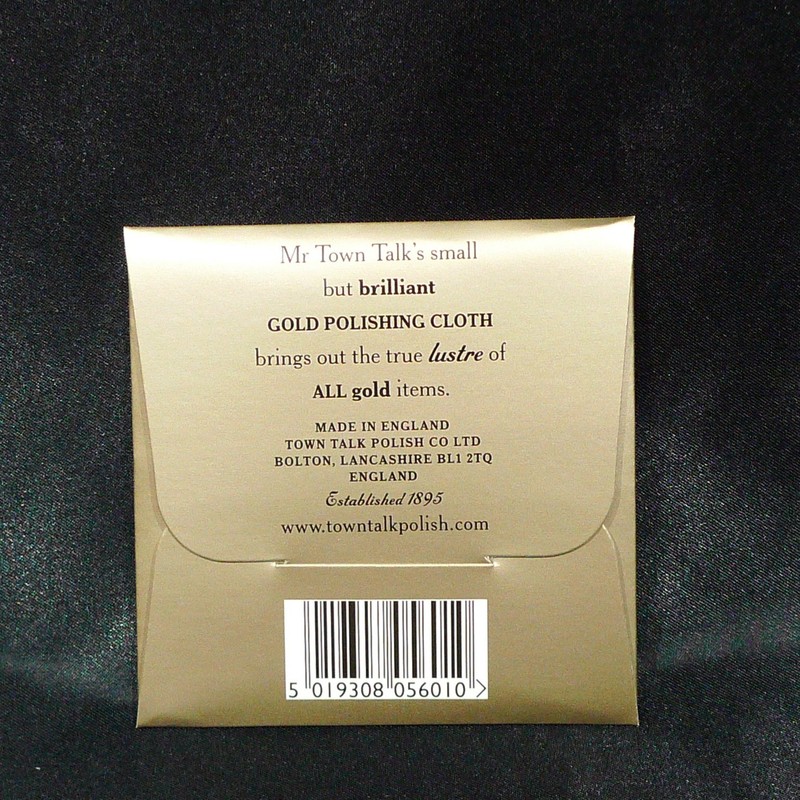 Mr Town Talk's small
but brilliant
GOLD POLISHING CLOTH
brings out the true lustre of
ALL gold items.
MADE IN ENGLAND
TOWN TALK POLISH CO LTD
BOLTON, LANCASHIRE BL1 2TQ
ENGLAND
Established 1895
www.towntalkpolish.com
5 019308 056010 >